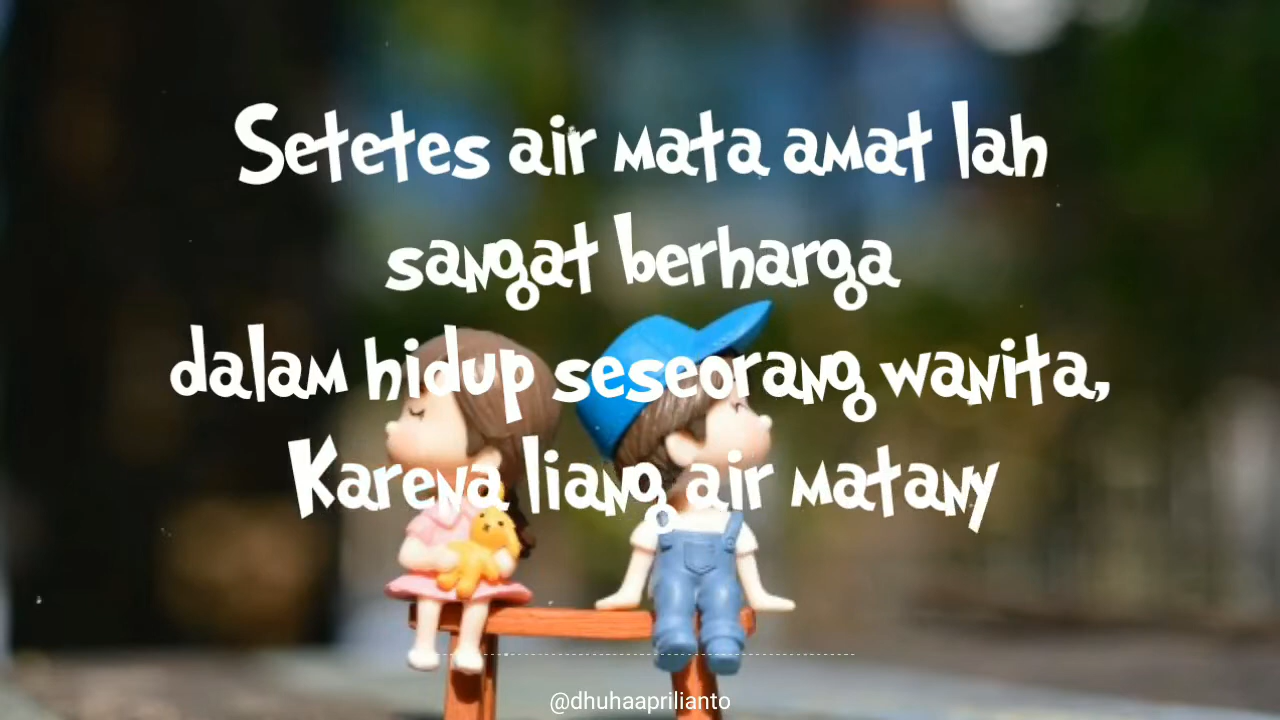 Setetes air mata amat lah
sangat berharga
dalam hidup seseorang wanita,
Karena liang air matany
@dhuhaaprilianto